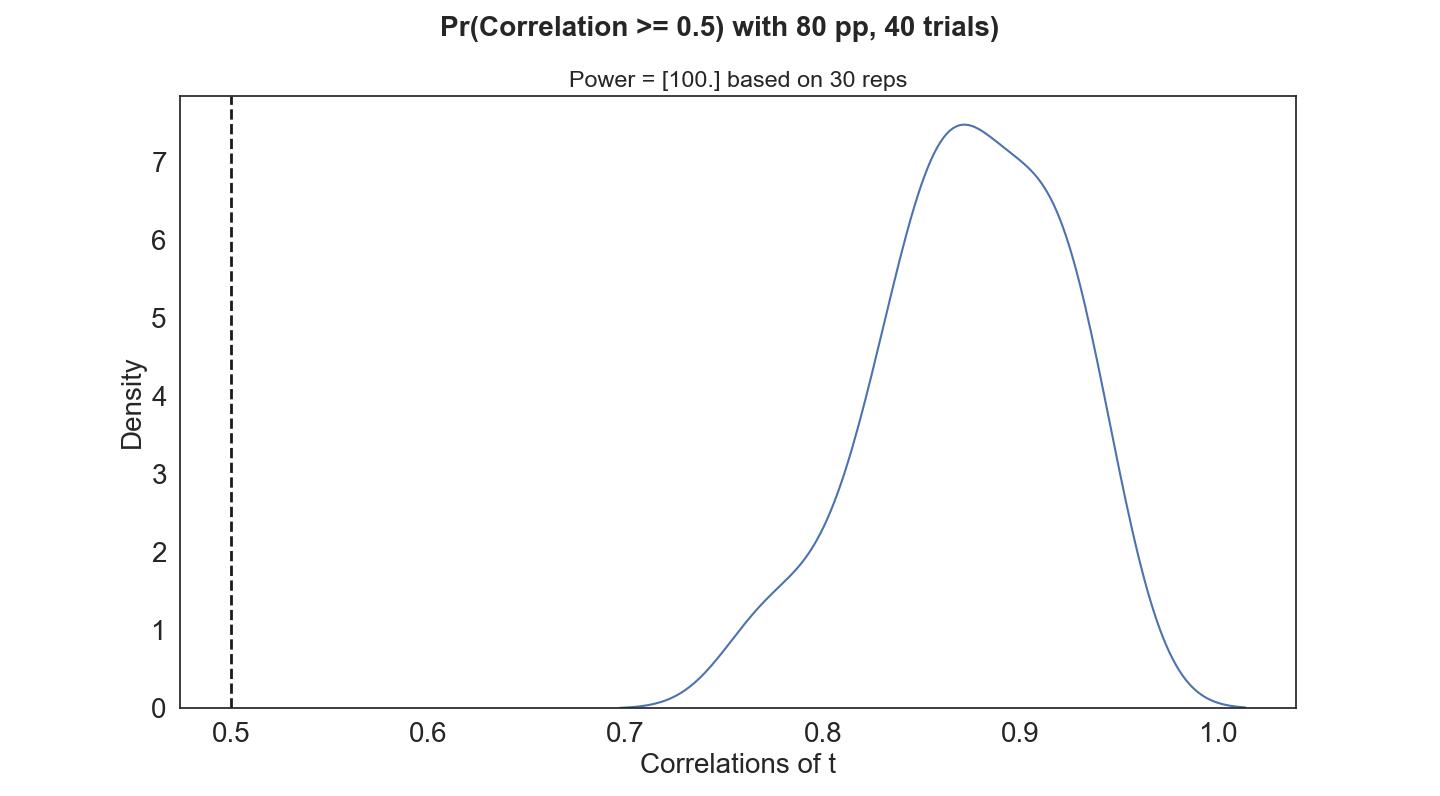 Pr(Correlation >= 0.5) with 80 pp, 40 trials)
Power = [100.] based on 30 reps
7
6
5
4
3
2
1
0
Density
0.5 0.6 0.7 0.8 0.9 1.0
Correlations of t